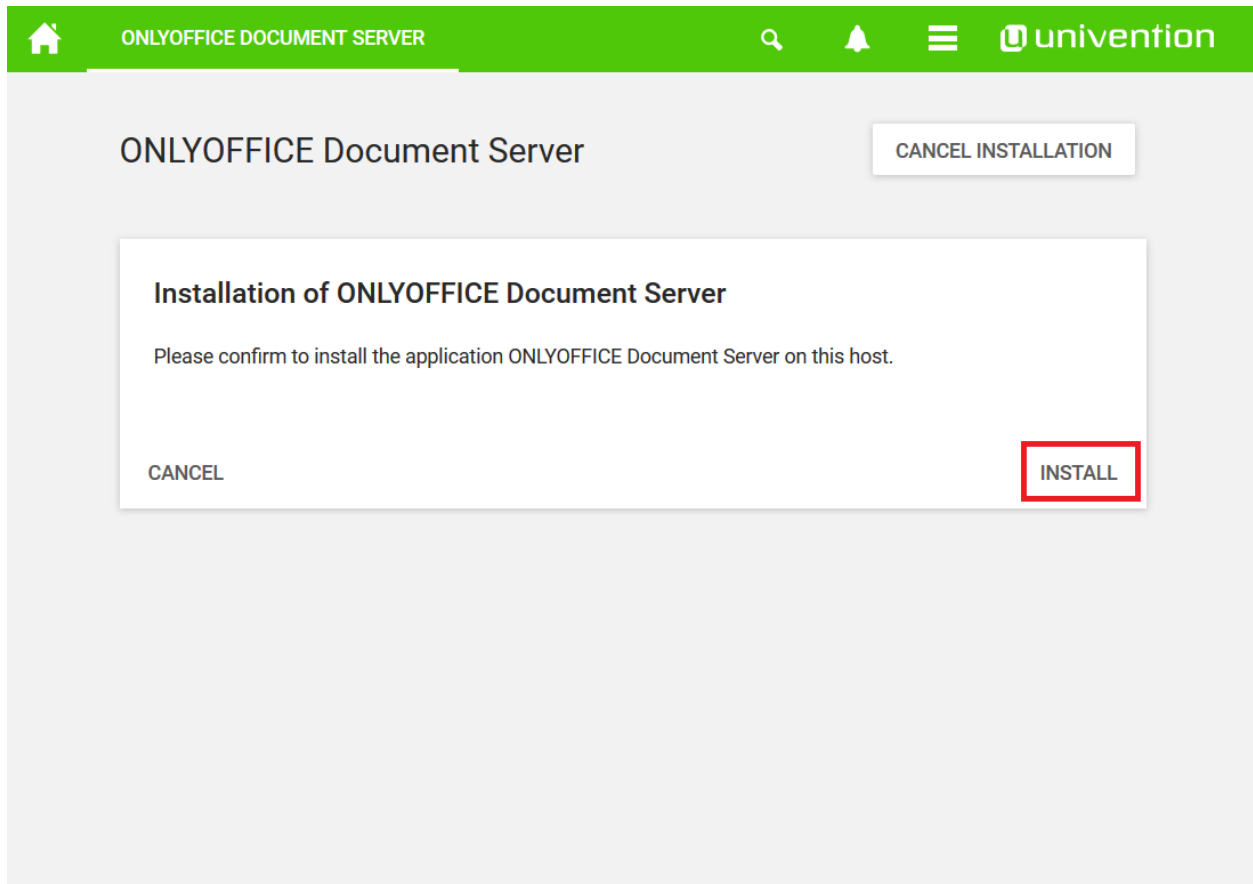 ONLYOFFICE DOCUMENT SERVER
univention
ONLYOFFICE Document Server
CANCEL INSTALLATION
Installation of ONLYOFFICE Document Server
Please confirm to install the application ONLYOFFICE Document Server on this host.
CANCEL
INSTALL